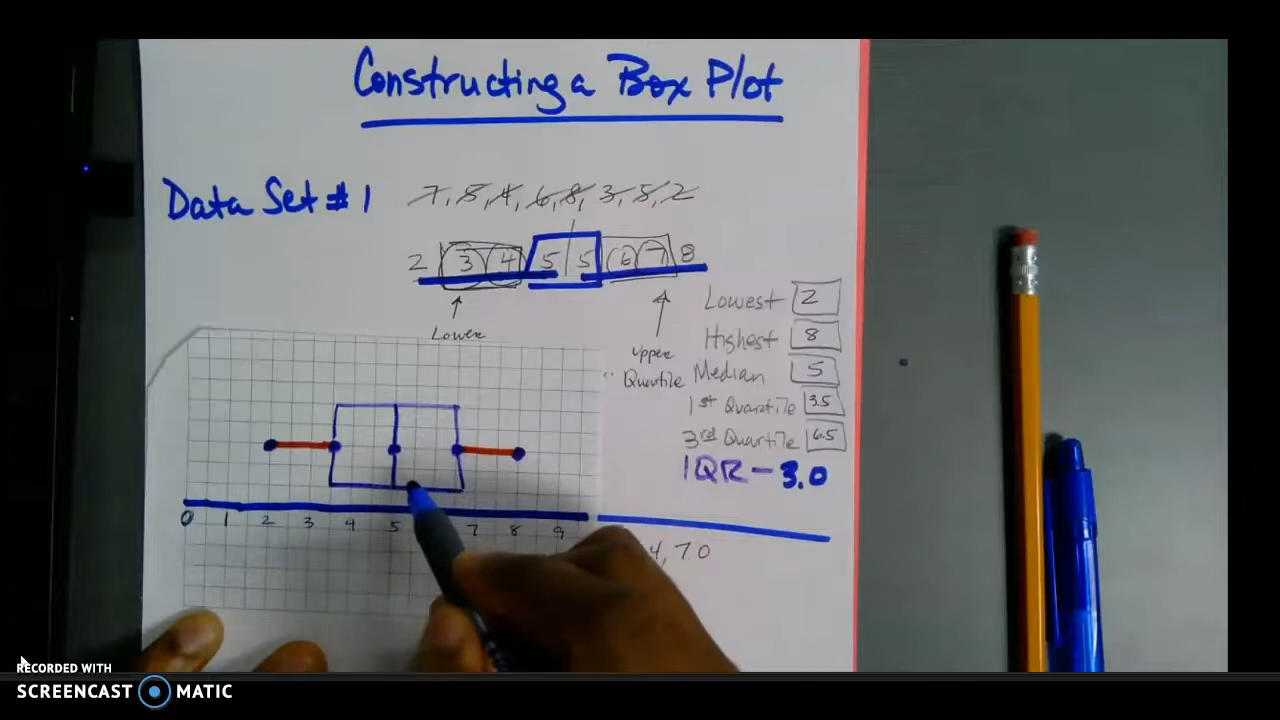 Constructing a Box Plot
Data Set #1 7, 5, 4, 6, 8, 3, 5, 2
2 3 4 5 5 6 7 8
Lower
Upper
Quartile
Lowest 2
Highest 8
Median 5
1st Quartile 3.5
3rd Quartile 6.5
IQR - 3.0
0 1 2 3 4 5 7 8 9
4, 70
RECORDED WITH
SCREENCAST MATIC